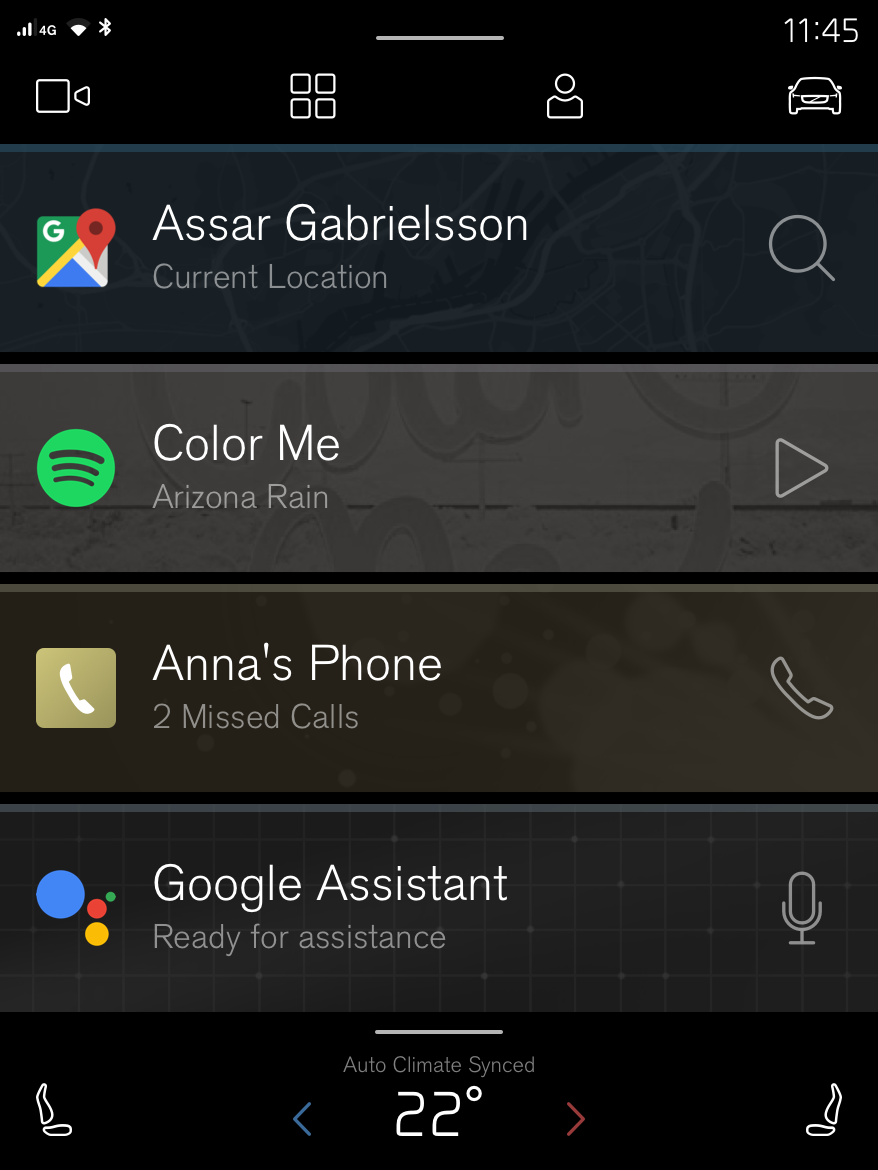 4G
11:45
G
Assar Gabrielsson
Current Location
Color Me
Arizona Rain
Anna's Phone
2 Missed Calls
Google Assistant
Ready for assistance
Auto Climate Synced
22°